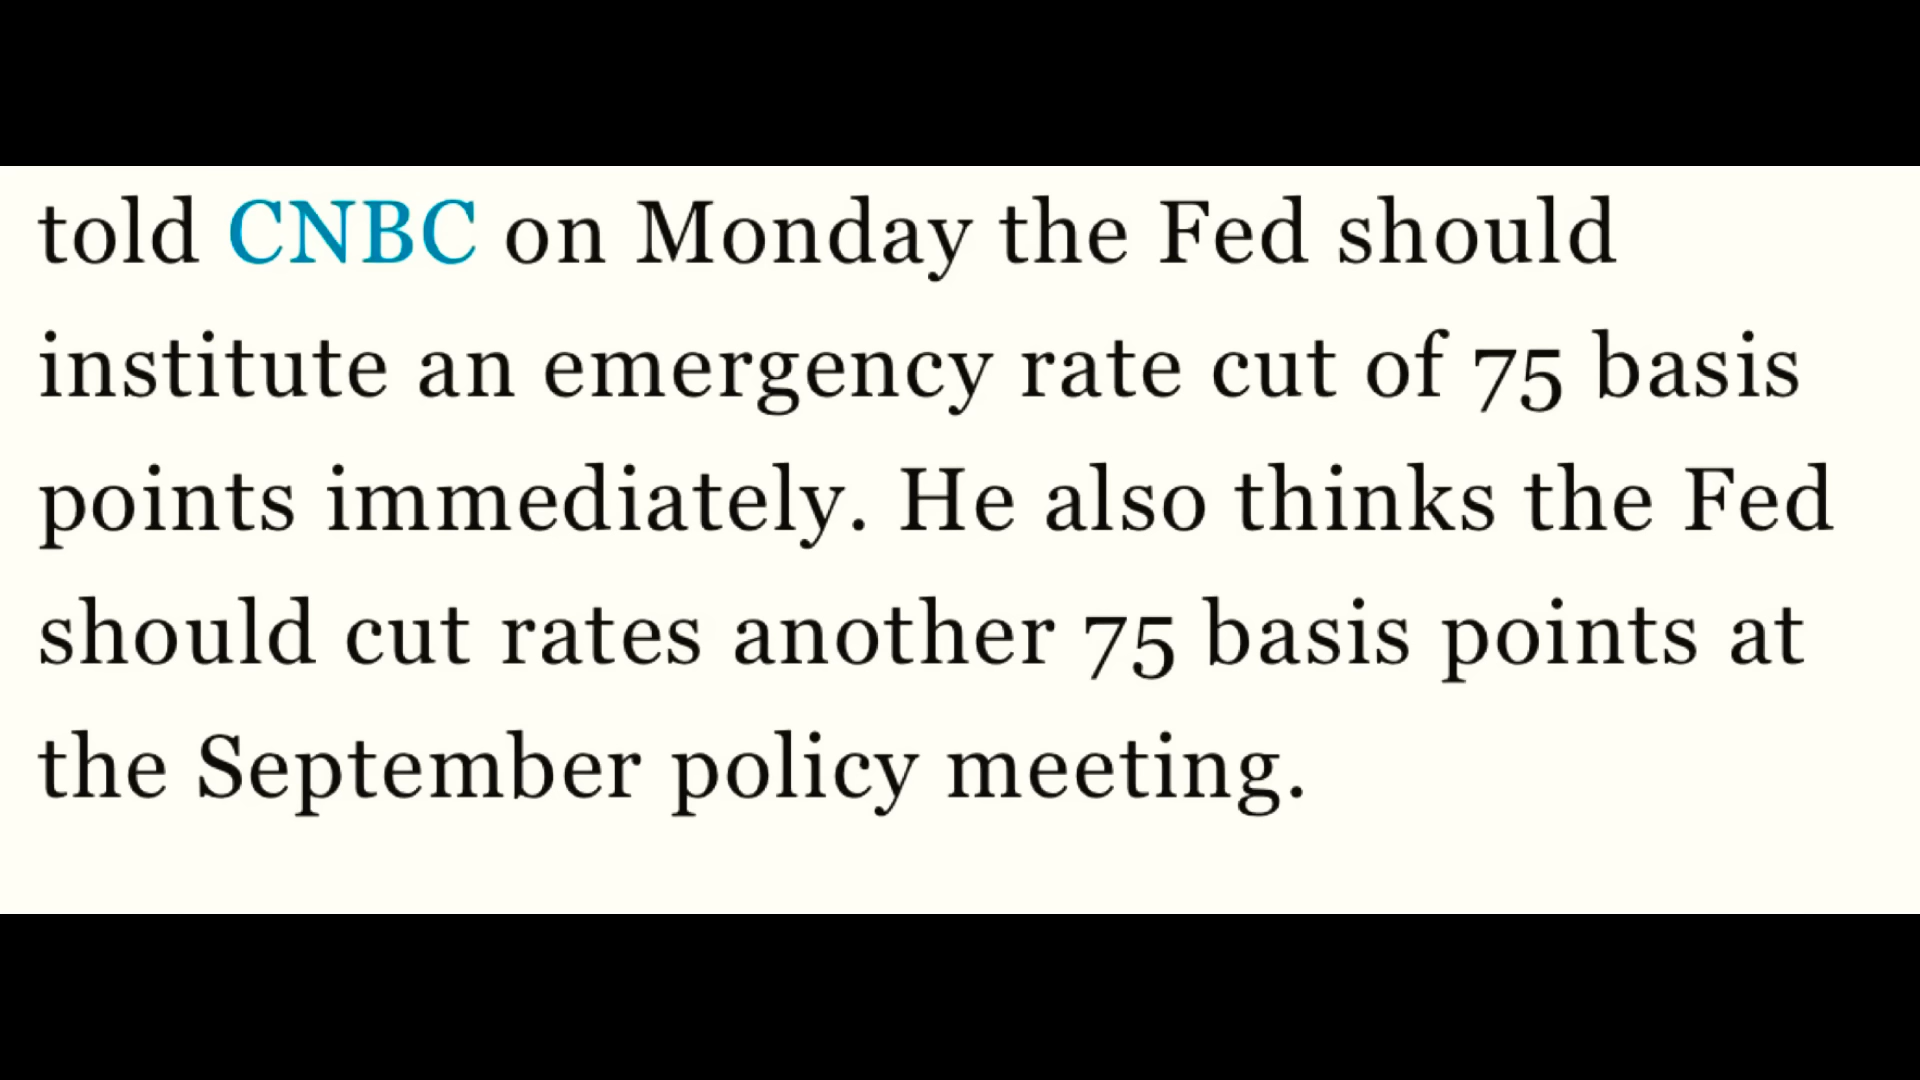 told CNBC on Monday the Fed should
institute an emergency rate cut of 75 basis
points immediately. He also thinks the Fed
should cut rates another 75 basis points at
the September policy meeting.